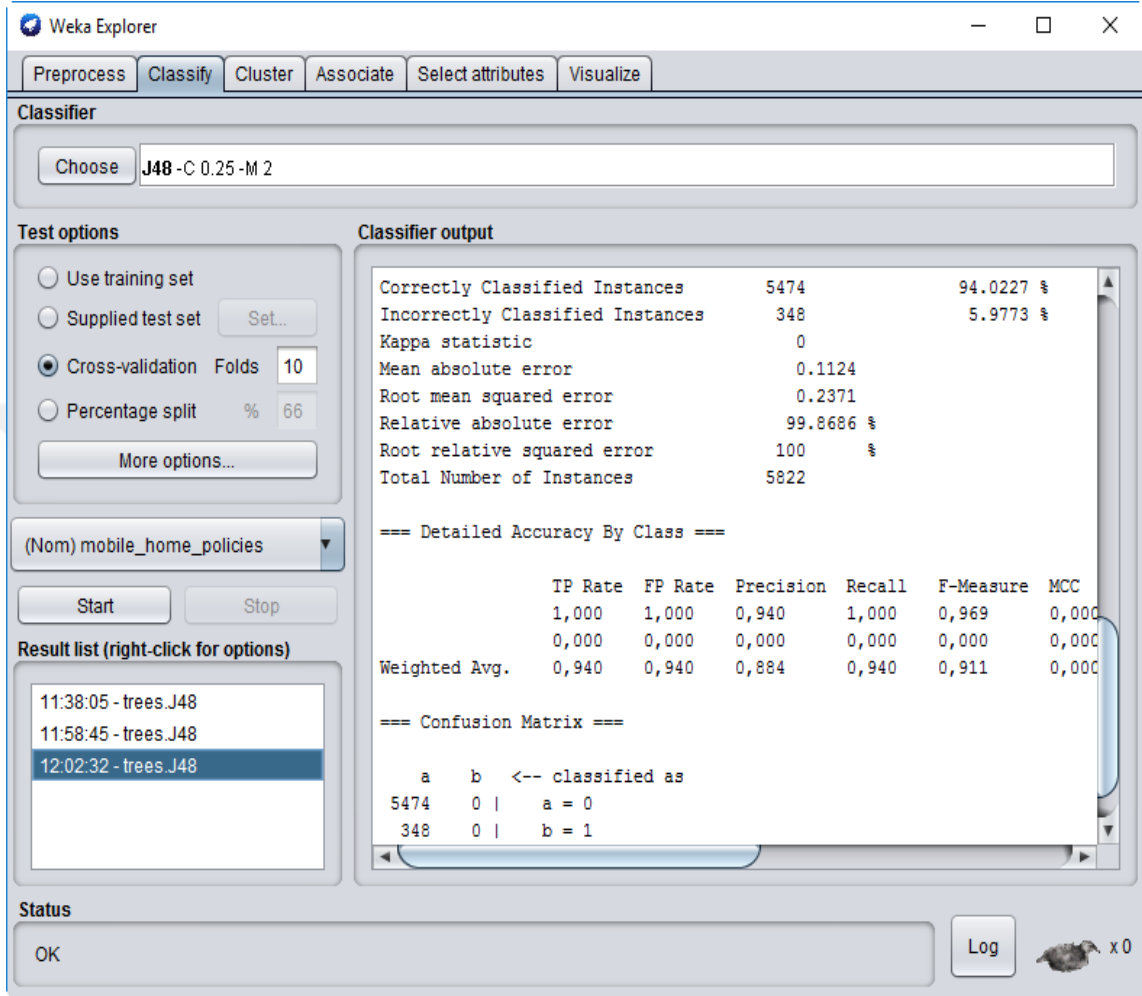 Weka Explorer
Preprocess Classify Cluster Associate Select attributes Visualize
Classifier
Choose J48 -C 0.25 -M 2
Test options
Use training set
Supplied test set Set...
Cross-validation Folds 10
Percentage split % 66
More options...
(Nom) mobile_home_policies
Start Stop
Result list (right-click for options)
11:38:05 - trees.J48
11:58:45 - trees.J48
12:02:32 - trees.J48
Classifier output
Correctly Classified Instances 5474 94.0227 %
Incorrectly Classified Instances 348 5.9773 %
Kappa statistic 0
Mean absolute error 0.1124
Root mean squared error 0.2371
Relative absolute error 99.8686 %
Root relative squared error 100 %
Total Number of Instances 5822
=== Detailed Accuracy By Class ===
TP Rate FP Rate Precision Recall F-Measure MCC
1,000 1,000 0,940 1,000 0,969 0,000
0,000 0,000 0,000 0,000 0,000 0,000
Weighted Avg. 0,940 0,940 0,884 0,940 0,911 0,000
=== Confusion Matrix ===
a b <-- classified as
5474 0 | a = 0
348 0 | b = 1
Status
OK
Log x 0